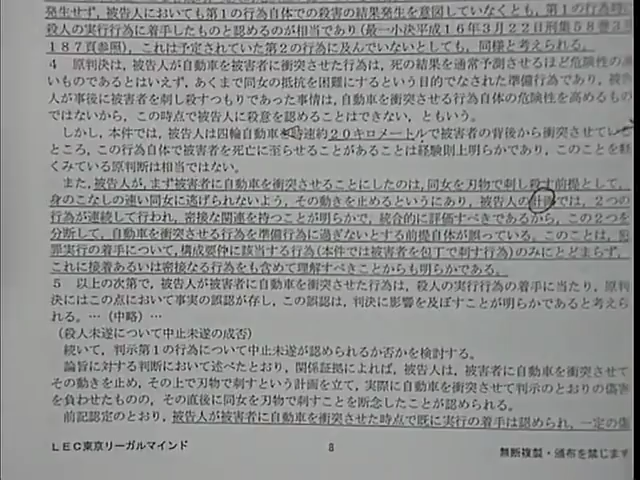 発生せず、被告人においても第１の行為自体での殺害の結果発生を意図していなくとも、第１の行為時に
殺人の実行行為に着手したものと認めるのが相当であり（最一小決平成１６年３月２２日刑集５８巻３
１８７頁参照）、これは予定されていた第２の行為に及んでいないとしても、同様と考えられる。
４　原判決は、被告人が自動車を被害者に衝突させた行為は、死の結果を通常予測させるほど危険性の高
いものであるとはいえず、あくまで同女の抵抗を困難にするという目的でなされた準備行為であり、被告
人が事後に被害者を刺し殺すつもりであった事情は、自動車を衝突させる行為自体の危険性を高めるもの
ではないから、この時点で被告人に殺意を認めることはできない、ともいう。
しかし、本件では、被告人は四輪自動車を時速約２０キロメートルで被害者の背後から衝突させている
ところ、この行為自体で被害者を死亡に至らせることがあることは経験則上明らかであり、このことを軽
くみている原判断は相当ではない。
また、被告人が、まず被害者に自動車を衝突させることにしたのは、同女を刃物で刺し殺す前提として、
身のこなしの速い同女に逃げられないよう、その動きを止めるというにあり、被告人の計画では、２つの
行為が連続して行われ、密接な関連を持つことが明らかで、統合的に評価すべきであるから、この２つを
分断して、自動車を衝突させる行為を準備行為に過ぎないとする前提自体が誤っている。このことは、犯
罪実行の着手について、構成要件に該当する行為（本件では被害者を包丁で刺す行為）のみにとどまらず、
これに接着あるいは密接なる行為をも含めて理解すべきことからも明らかである。
５　以上の次第で、被告人が被害者に自動車を衝突させた行為は、殺人の実行行為の着手に当たり、原判
決にはこの点において事実の誤認が存し、この誤認は、判決に影響を及ぼすことが明らかであると考えら
れる。…（中略）…
（殺人未遂について中止未遂の成否）
続いて、判示第１の行為について中止未遂が認められるか否かを検討する。
論旨に対する判断において述べたとおり、関係証拠によれば、被告人は、被害者に自動車を衝突させて
その動きを止め、その上で刃物で刺すという計画を立て、実際に自動車を衝突させて判示のとおりの傷害
を負わせたものの、その直後に同女を刃物で刺すことを断念したことが認められる。
前記認定のとおり、被告人が被害者に自動車を衝突させた時点で既に実行の着手は認められ、一定の傷
ＬＥＣ東京リーガルマインド
8
無断複製・頒布を禁じます